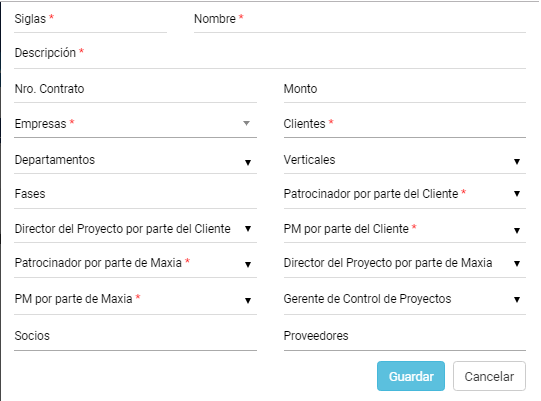 Siglas * Nombre *
Descripción *
Nro. Contrato Monto
Empresas * Clientes *
Departamentos Verticales
Fases Patrocinador por parte del Cliente *
Director del Proyecto por parte del Cliente PM por parte del Cliente *
Patrocinador por parte de Maxia * Director del Proyecto por parte de Maxia
PM por parte de Maxia * Gerente de Control de Proyectos
Socios Proveedores
Guardar Cancelar